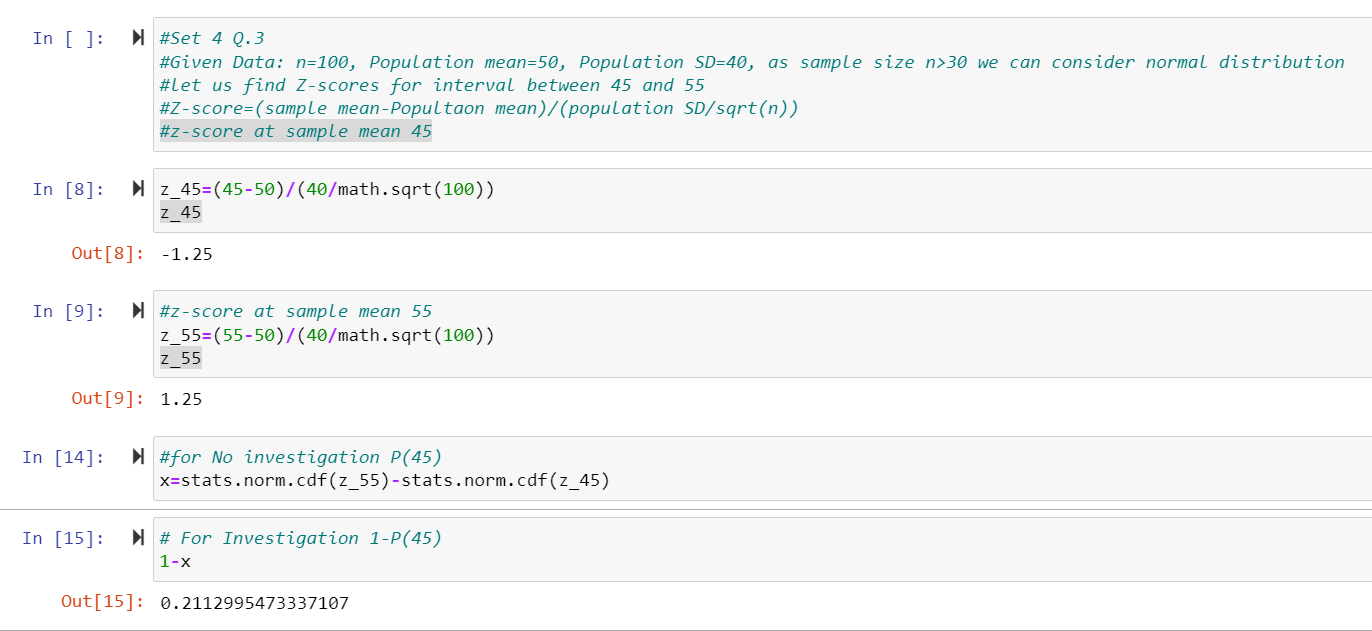 In [ ]: #Set 4 Q.3
#Given Data: n=100, Population mean=50, Population SD=40, as sample size n>30 we can consider normal distribution
#let us find Z-scores for interval between 45 and 55
#Z-score=(sample mean-Popultaon mean)/(population SD/sqrt(n))
#z-score at sample mean 45
In [8]: z_45=(45-50)/(40/math.sqrt(100))
z_45
Out[8]: -1.25
In [9]: #z-score at sample mean 55
z_55=(55-50)/(40/math.sqrt(100))
z_55
Out[9]: 1.25
In [14]: #for No investigation P(45)
x=stats.norm.cdf(z_55)-stats.norm.cdf(z_45)
In [15]: # For Investigation 1-P(45)
1-x
Out[15]: 0.2112995473337107